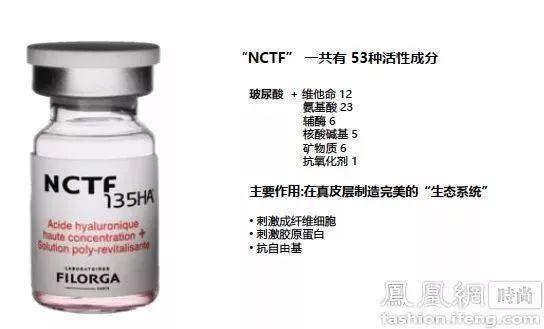 NCTF
135HA
Acide hyaluronique
haute concentration +
Solution poly-revitalisante
LABORATOIRES
FILORGA
PARIS
“NCTF” 一共有 53种活性成分
玻尿酸 + 维他命 12
氨基酸 23
辅酶 6
核酸碱基 5
矿物质 6
抗氧化剂 1
主要作用:在真皮层制造完美的“生态系统”
• 刺激成纤维细胞
• 刺激胶原蛋白
• 抗自由基
鳳凰網 時尚
fashion.ifeng.com